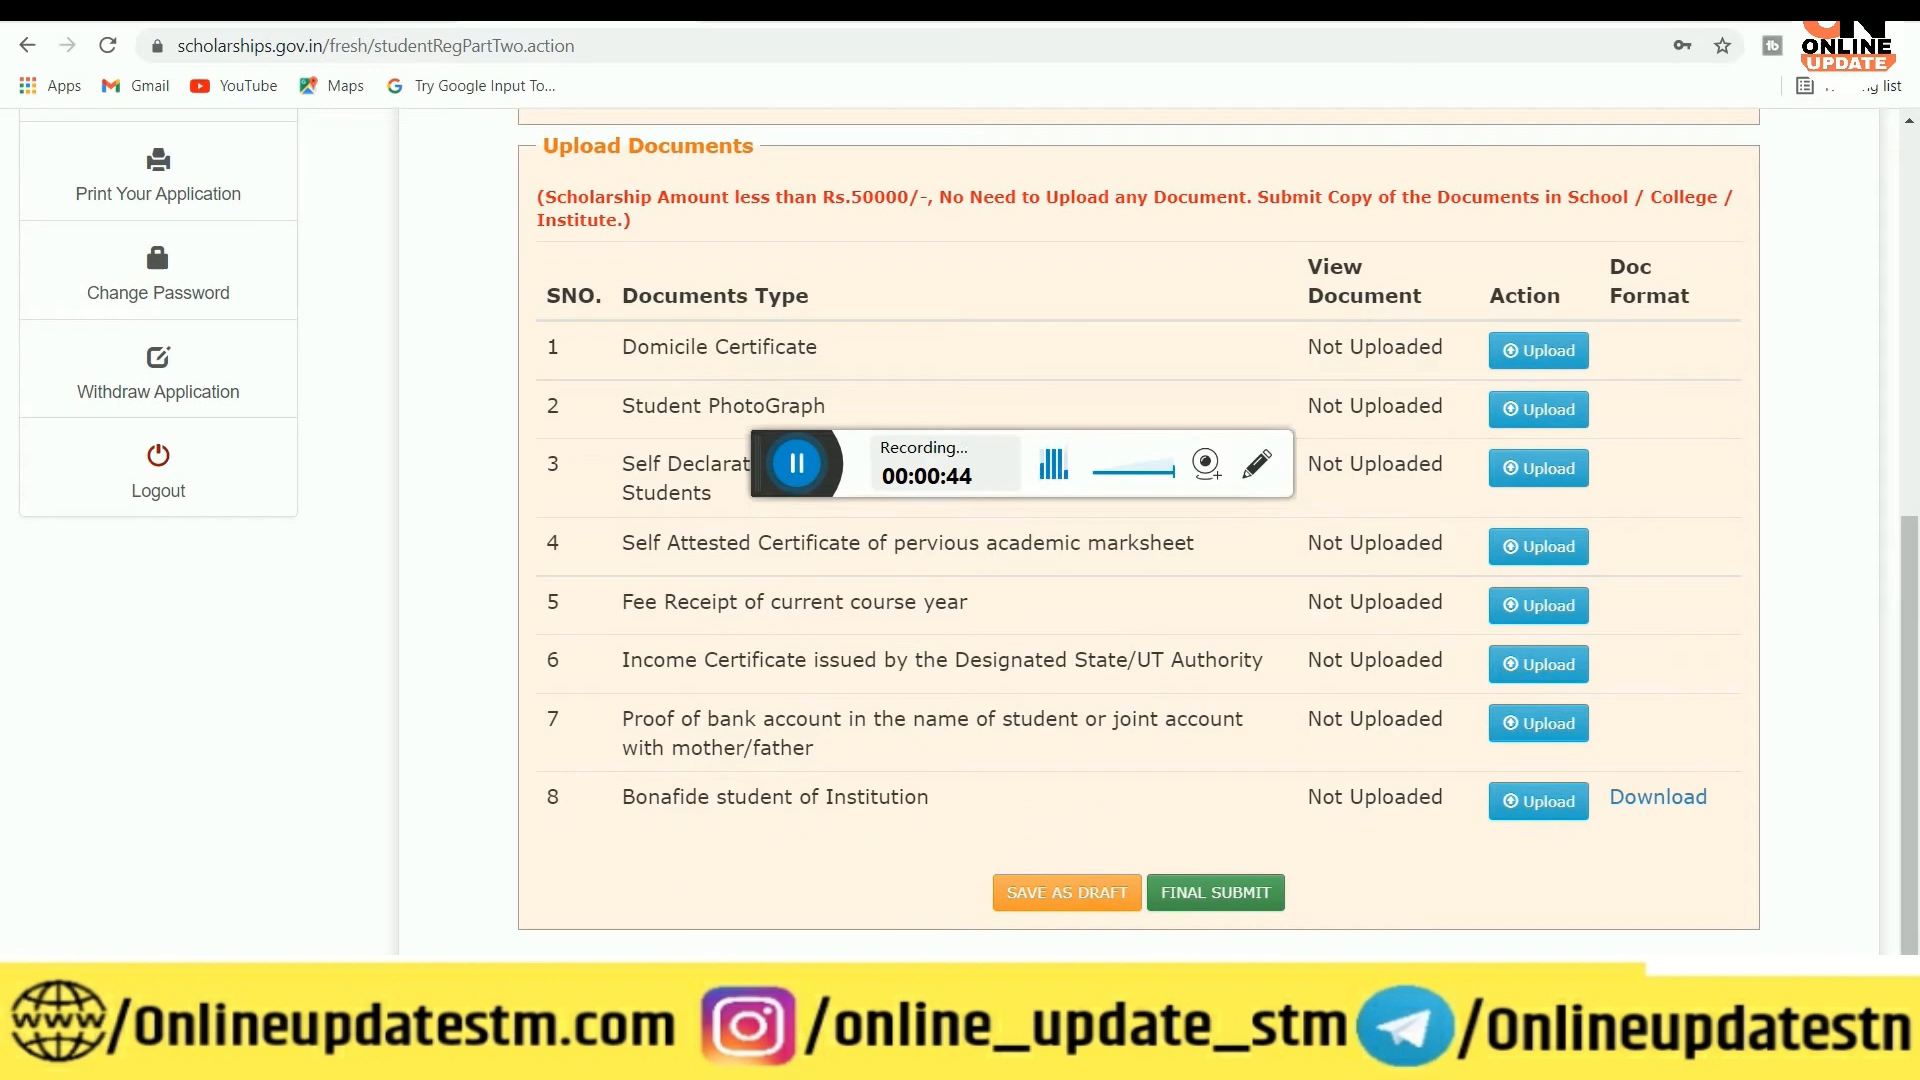 scholarships.gov.in/fresh/studentRegPartTwo.action
ONLINE
UPDATE
Apps Gmail YouTube Maps Try Google Input To... list
Print Your Application
Change Password
Withdraw Application
Logout
Upload Documents
(Scholarship Amount less than Rs.50000/-, No Need to Upload any Document. Submit Copy of the Documents in School / College /
Institute.)
SNO. Documents Type View Document Action Doc Format
1 Domicile Certificate Not Uploaded Upload
2 Student PhotoGraph Not Uploaded Upload
3 Self Declarat
Students Not Uploaded Upload
Recording...
00:00:44
4 Self Attested Certificate of pervious academic marksheet Not Uploaded Upload
5 Fee Receipt of current course year Not Uploaded Upload
6 Income Certificate issued by the Designated State/UT Authority Not Uploaded Upload
7 Proof of bank account in the name of student or joint account
with mother/father Not Uploaded Upload
8 Bonafide student of Institution Not Uploaded Upload Download
SAVE AS DRAFT FINAL SUBMIT
www/Onlineupdatestm.com /online_update_stm /Onlineupdatestn